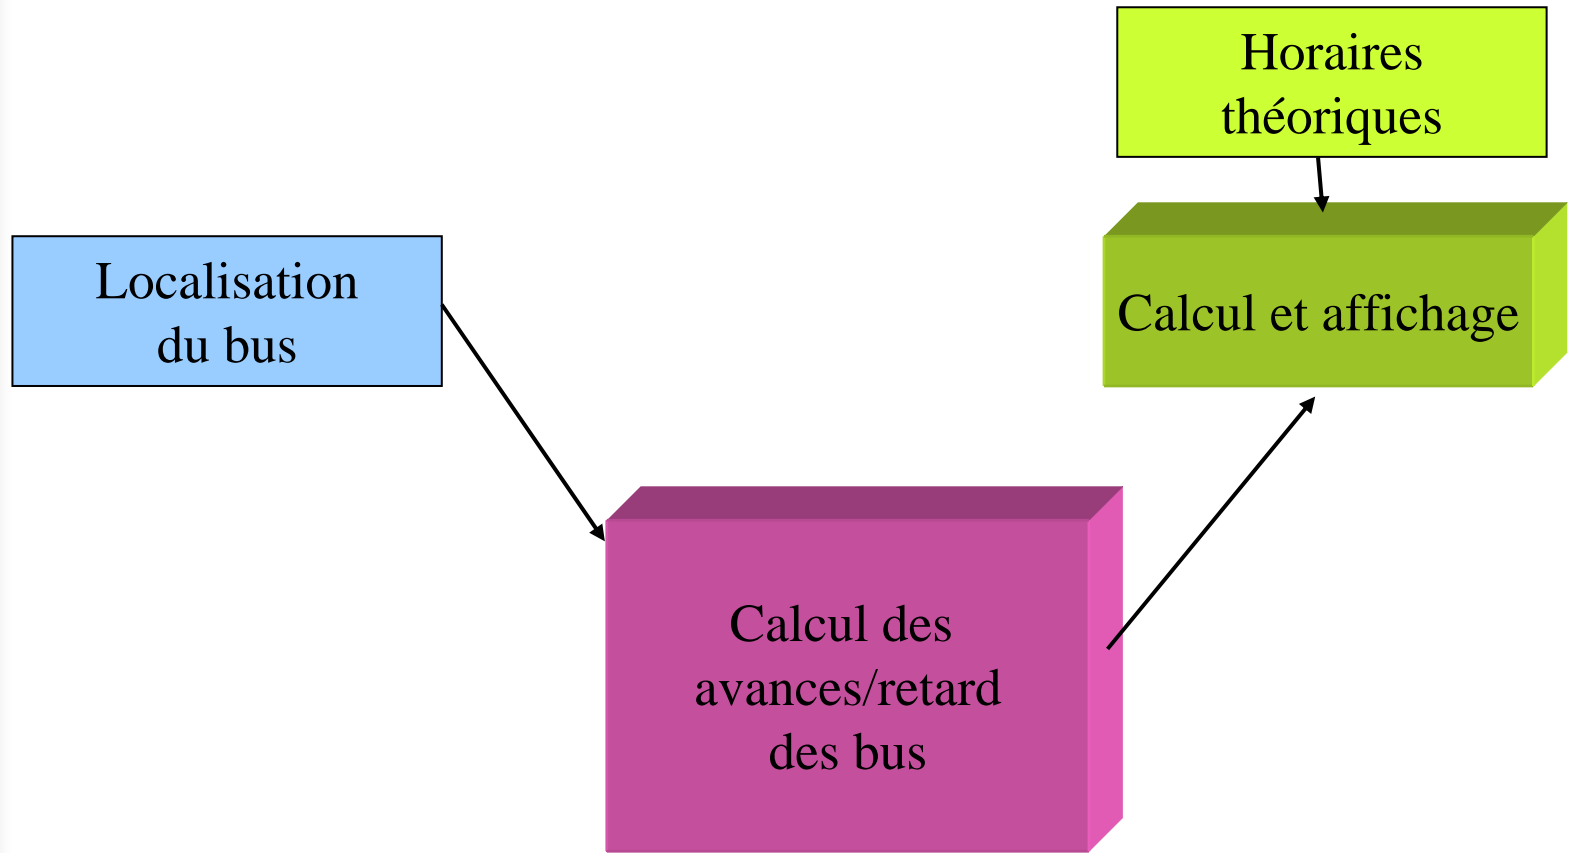 Horaires
théoriques
Localisation
du bus
Calcul et affichage
Calcul des
avances/retard
des bus